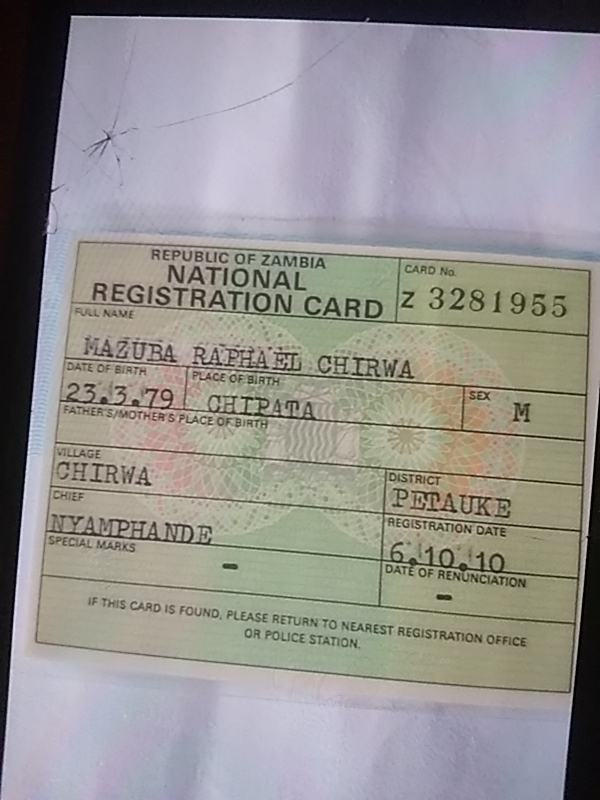 REPUBLIC OF ZAMBIA
NATIONAL
REGISTRATION CARD
CARD No.
Z 3281955
FULL NAME
MAZUBA RAPHAEL CHIRWA
DATE OF BIRTH
23.3.79
PLACE OF BIRTH
CHIPATA
SEX
M
FATHER'S/MOTHER'S PLACE OF BIRTH
VILLAGE
CHIRWA
DISTRICT
PETAUKE
CHIEF
NYAMPHANDE
REGISTRATION DATE
6.10.10
SPECIAL MARKS
-
DATE OF RENUNCIATION
-
IF THIS CARD IS FOUND, PLEASE RETURN TO NEAREST REGISTRATION OFFICE
OR POLICE STATION.